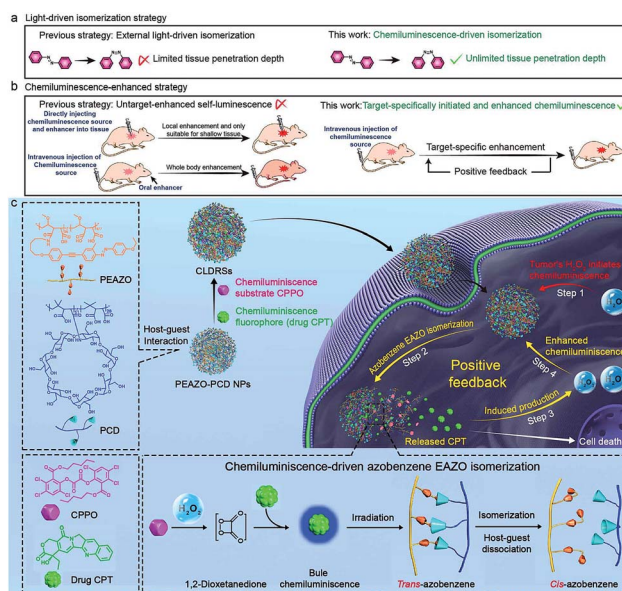 a Light-driven isomerization strategy
Previous strategy: External light-driven isomerization
This work: Chemiluminescence-driven isomerization
Limited tissue penetration depth
Unlimited tissue penetration depth
b Chemiluminescence-enhanced strategy
Previous strategy: Untarget-enhanced self-luminescence
This work:Target-specifically initiated and enhanced chemiluminescence
Directly injecting
chemiluminescence source
and enhancer into tissue
Local enhancement and only
suitable for shallow tissue
Intravenous injection of
Chemiluminescence
source
Whole body enhancement
Oral enhancer
Intravenous injection of
chemiluminescence
source
Target-specific enhancement
Positive feedback
c
PEAZO
PCD
Host-guest
Interaction
CLDRSs
Chemiluminiscence
substrate CPPO
Chemiluminiscence
fluorophore (drug CPT)
PEAZO-PCD NPs
Tumor's H2O2 initiates
chemiluminescence
Step 1
H2O2
Azobenzene EAZO isomerization
Step 2
Positive
feedback
Enhanced
chemiluminiscence
Step 4
H2O2
Induced production
Step 3
Released CPT
Cell death
CPPO
Drug CPT
Chemiluminiscence-driven azobenzene EAZO isomerization
H2O2
Irradiation
Isomerization
Host-guest
dissociation
1,2-Dioxetanedione
Bule
chemiluminiscence
Trans-azobenzene
Cis-azobenzene